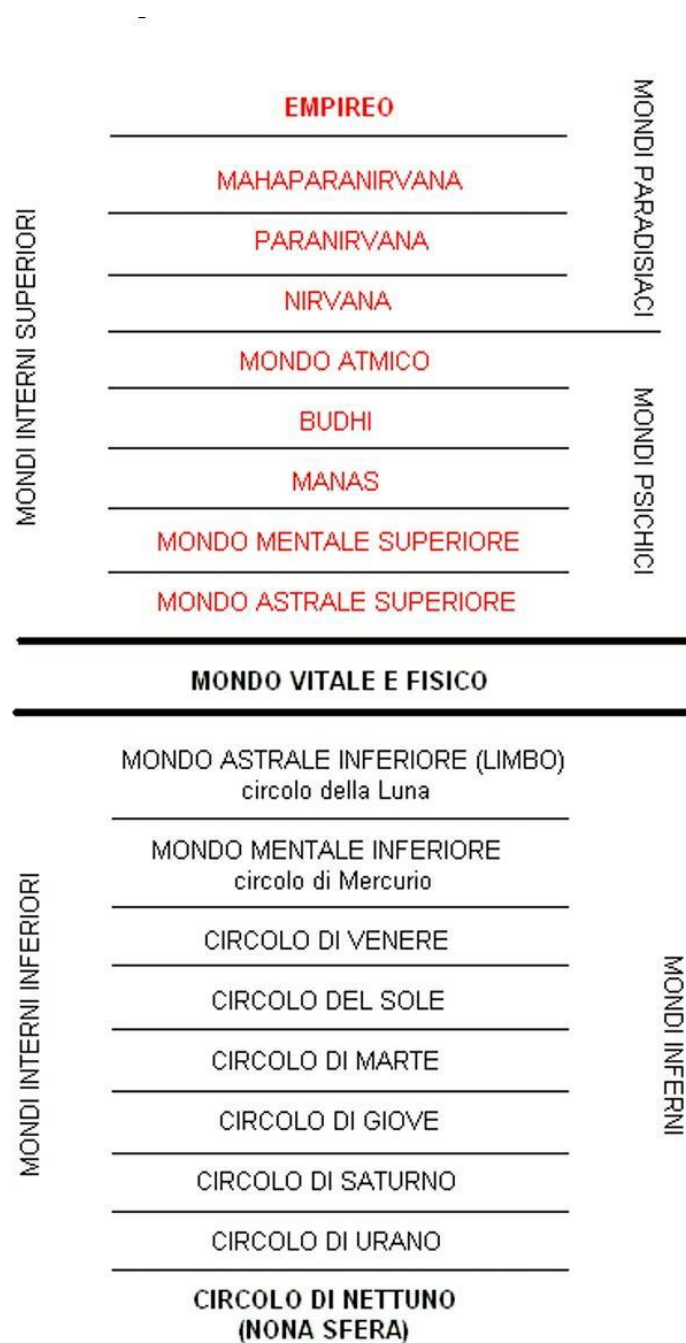 EMPIREO
MAHAPARANIRVANA
PARANIRVANA
NIRVANA
MONDI PARADISIACI
MONDI INTERNI SUPERIORI
MONDO ATMICO
BUDHI
MANAS
MONDO MENTALE SUPERIORE
MONDO ASTRALE SUPERIORE
MONDI PSICHICI
MONDO VITALE E FISICO
MONDO ASTRALE INFERIORE (LIMBO)
circolo della Luna
MONDO MENTALE INFERIORE
circolo di Mercurio
MONDI INTERNI INFERIORI
CIRCOLO DI VENERE
CIRCOLO DEL SOLE
CIRCOLO DI MARTE
CIRCOLO DI GIOVE
CIRCOLO DI SATURNO
CIRCOLO DI URANO
CIRCOLO DI NETTUNO
(NONA SFERA)
MONDI INFERNI